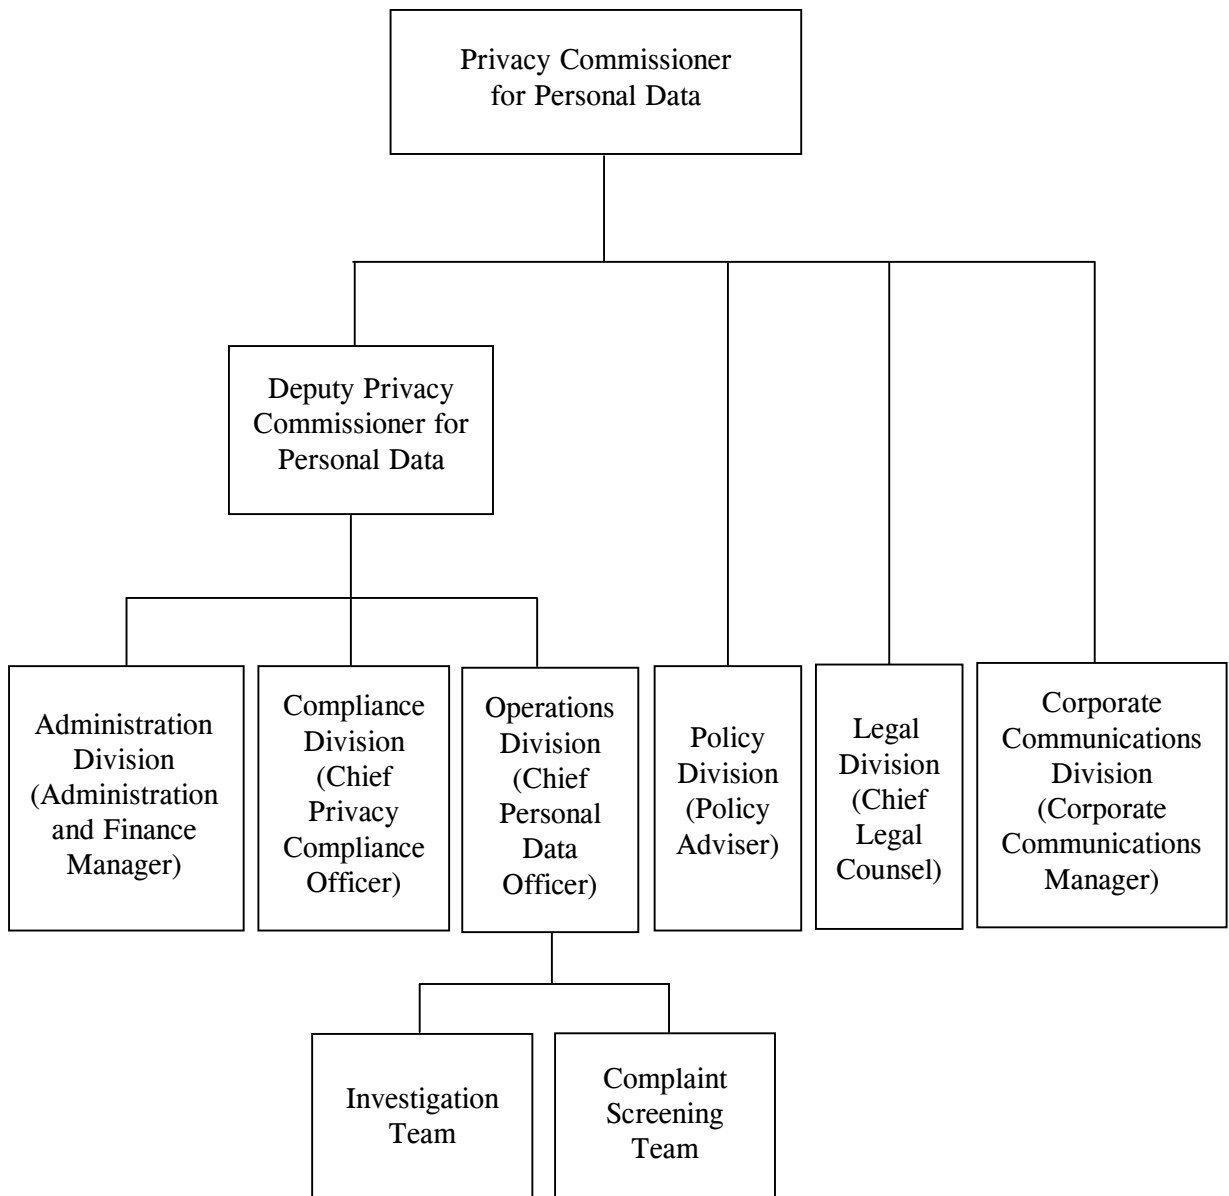 Privacy Commissioner
for Personal Data
Deputy Privacy
Commissioner for
Personal Data
Administration
Division
(Administration
and Finance
Manager)
Compliance
Division
(Chief
Privacy
Compliance
Officer)
Operations
Division
(Chief
Personal
Data
Officer)
Policy
Division
(Policy
Adviser)
Legal
Division
(Chief
Legal
Counsel)
Corporate
Communications
Division
(Corporate
Communications
Manager)
Investigation
Team
Complaint
Screening
Team